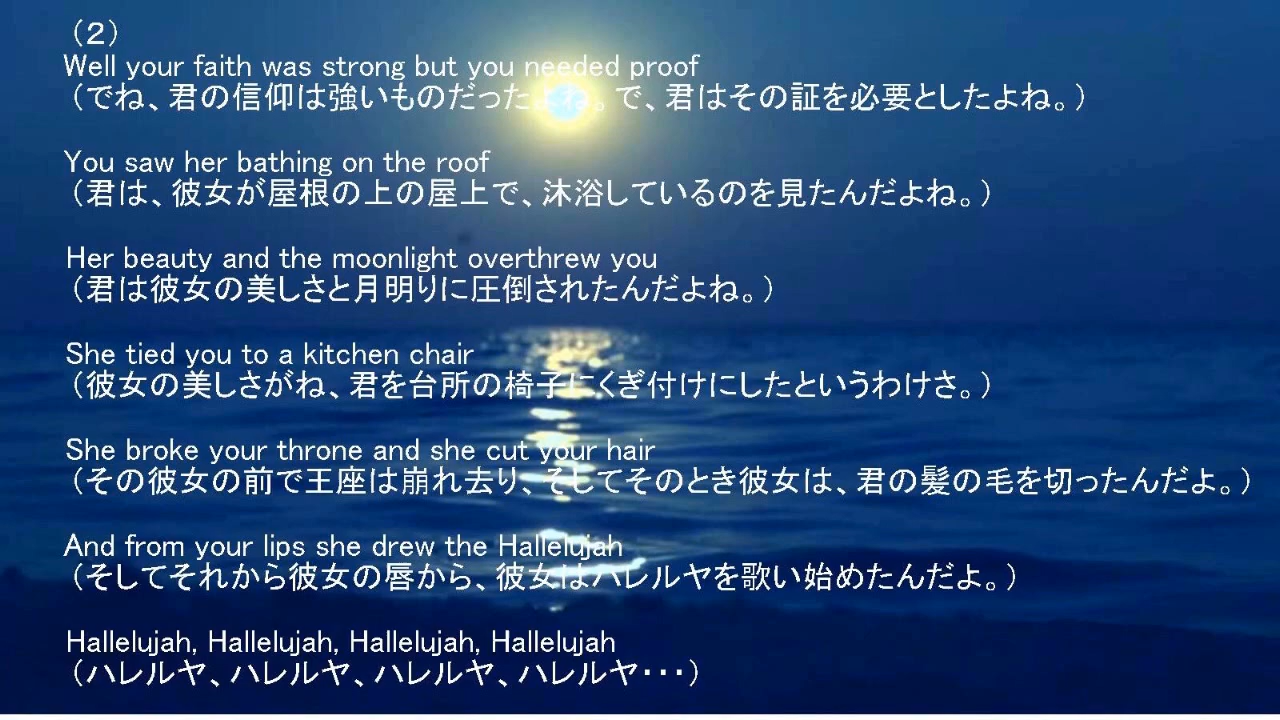 （２）
Well your faith was strong but you needed proof
（でね、君の信仰は強いものだったよね。で、君はその証を必要としたよね。）
You saw her bathing on the roof
（君は、彼女が屋根の上の屋上で、沐浴しているのを見たんだよね。）
Her beauty and the moonlight overthrew you
（君は彼女の美しさと月明りに圧倒されたんだよね。）
She tied you to a kitchen chair
（彼女の美しさがね、君を台所の椅子にくぎ付けにしたというわけさ。）
She broke your throne and she cut your hair
（その彼女の前で王座は崩れ去り、そしてそのとき彼女は、君の髪の毛を切ったんだよ。）
And from your lips she drew the Hallelujah
（そしてそれから彼女の唇から、彼女はハレルヤを歌い始めたんだよ。）
Hallelujah, Hallelujah, Hallelujah, Hallelujah
（ハレルヤ、ハレルヤ、ハレルヤ、ハレルヤ・・・）